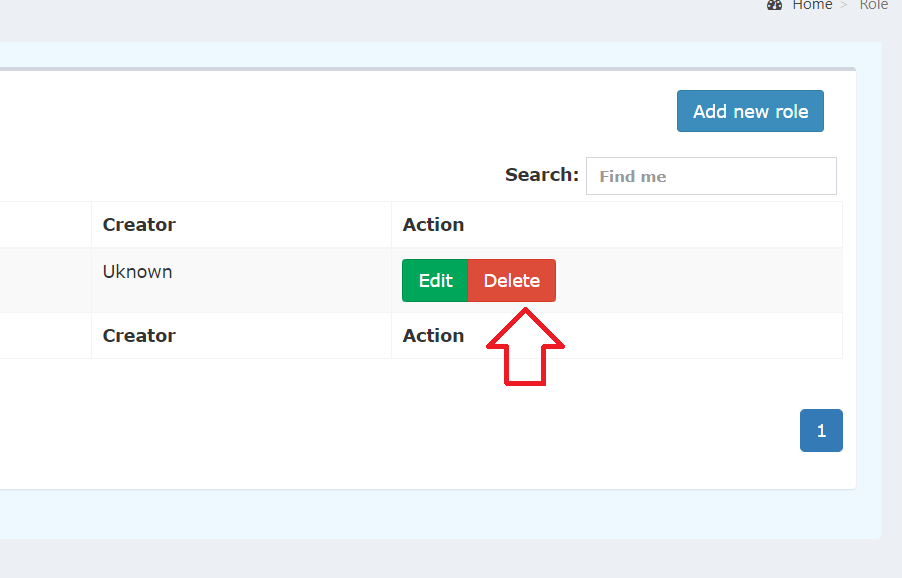 Home > Role
Add new role
Search: Find me
Creator Action
Uknown Edit Delete
Creator Action
1